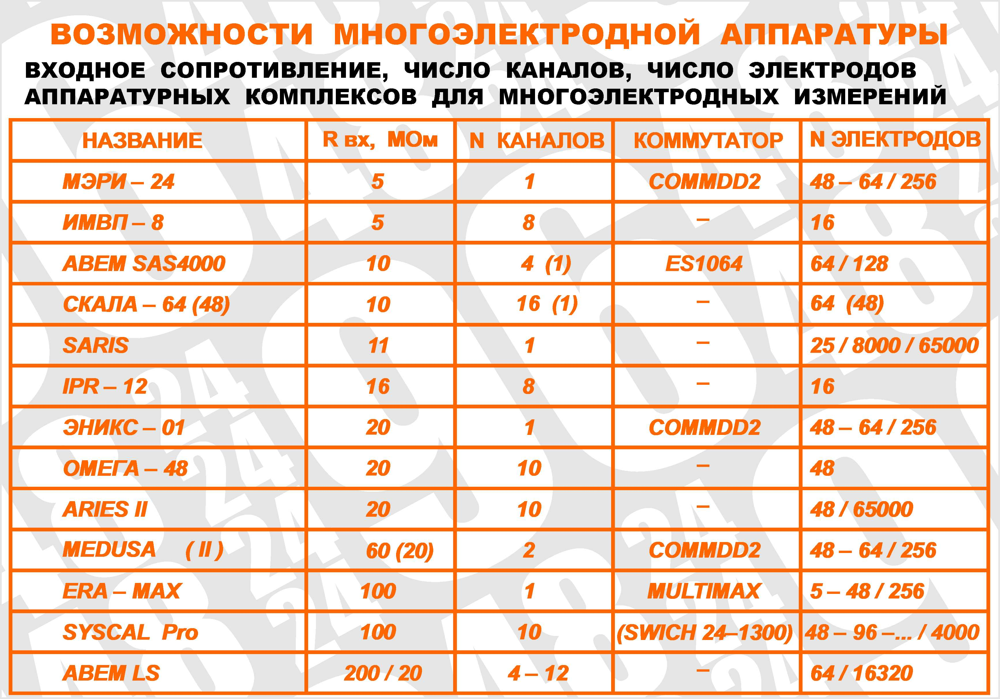 ВОЗМОЖНОСТИ МНОГОЭЛЕКТРОДНОЙ АППАРАТУРЫ
ВХОДНОЕ СОПРОТИВЛЕНИЕ, ЧИСЛО КАНАЛОВ, ЧИСЛО ЭЛЕКТРОДОВ
АППАРАТУРНЫХ КОМПЛЕКСОВ ДЛЯ МНОГОЭЛЕКТРОДНЫХ ИЗМЕРЕНИЙ
НАЗВАНИЕ R вх, МОм N КАНАЛОВ КОММУТАТОР N ЭЛЕКТРОДОВ
МЭРИ – 24 5 1 COMMDD2 48 – 64 / 256
ИМВП – 8 5 8 – 16
ABEM SAS4000 10 4 (1) ES1064 64 / 128
СКАЛА – 64 (48) 10 16 (1) – 64 (48)
SARIS 11 1 – 25 / 8000 / 65000
IPR – 12 16 8 – 16
ЭНИКС – 01 20 1 COMMDD2 48 – 64 / 256
ОМЕГА – 48 20 10 – 48
ARIES II 20 10 – 48 / 65000
MEDUSA ( II ) 60 (20) 2 COMMDD2 48 – 64 / 256
ERA – MAX 100 1 MULTIMAX 5 – 48 / 256
SYSCAL Pro 100 10 (SWICH 24–1300) 48 – 96 –... / 4000
ABEM LS 200 / 20 4 – 12 – 64 / 16320